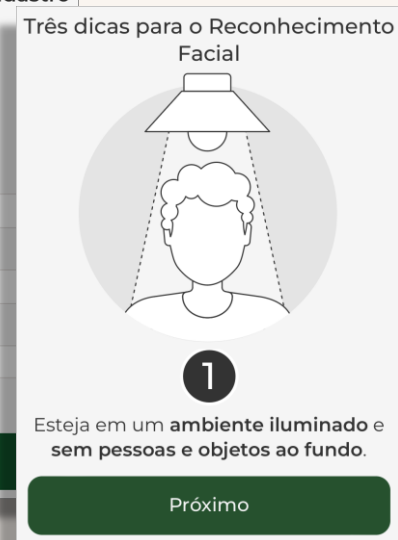 Três dicas para o Reconhecimento
Facial
1
Esteja em um ambiente iluminado e
sem pessoas e objetos ao fundo.
Próximo